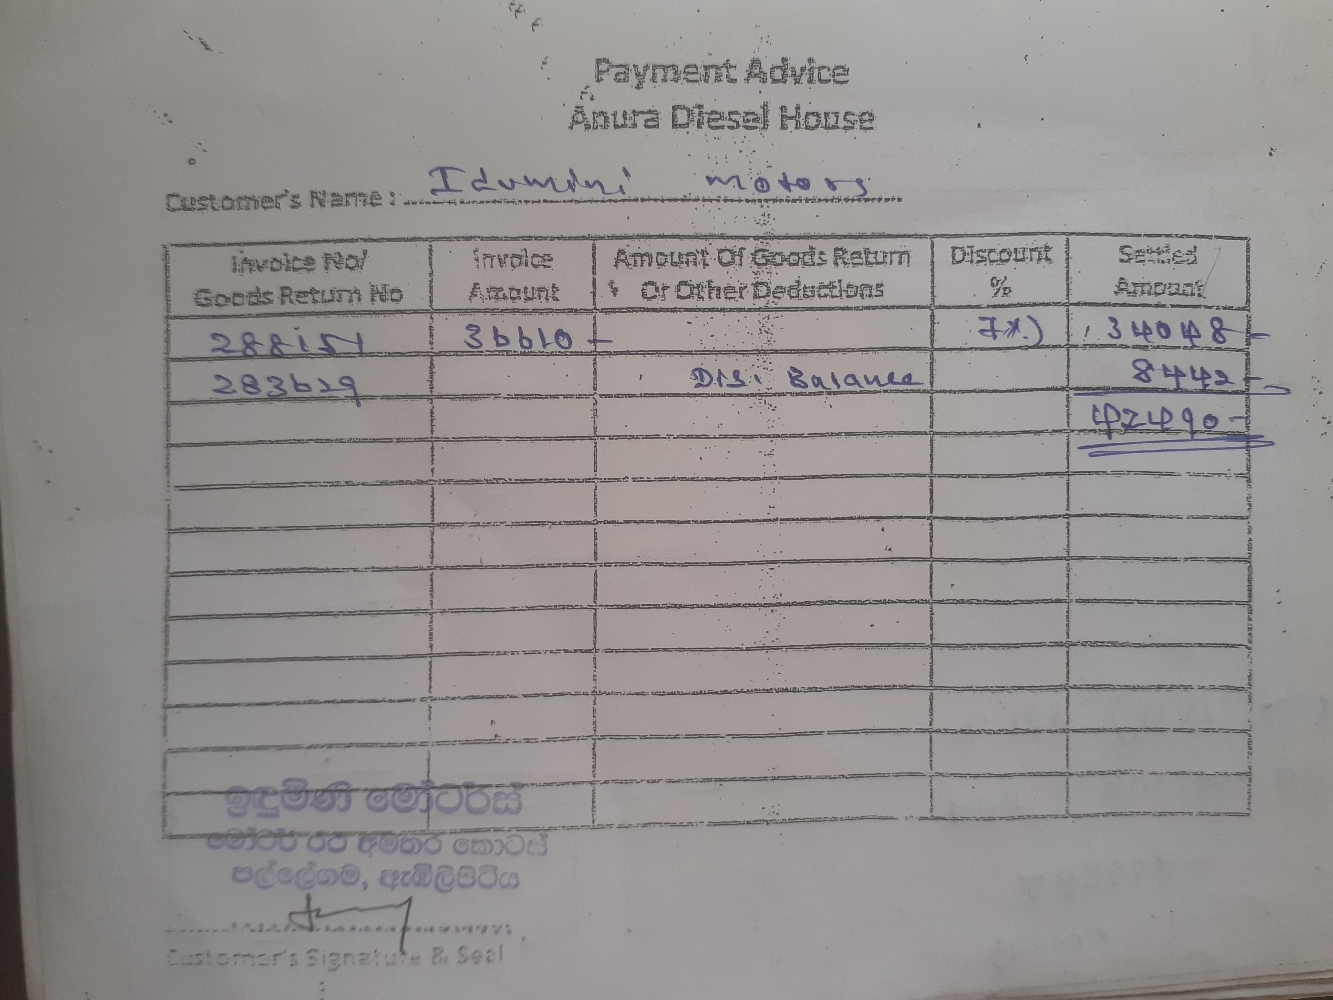 Payment Advice
Anura Diesel House
Customer's Name : Idumini motors
Invoice No/ Goods Return No | Invoice Amount | Amount Of Goods Return Or Other Deductions | Discount % | Settled Amount
288151 | 36610 - | | 7%) | 34048 -
283629 | | Dis. Balance | | 8442 -
42490 -
ඉඳුමිණි මෝටර්ස්
මෝටර් රථ අමතර කොටස්
පල්ලේගම, ඇඹිලිපිටිය
Customer's Signature & Seal